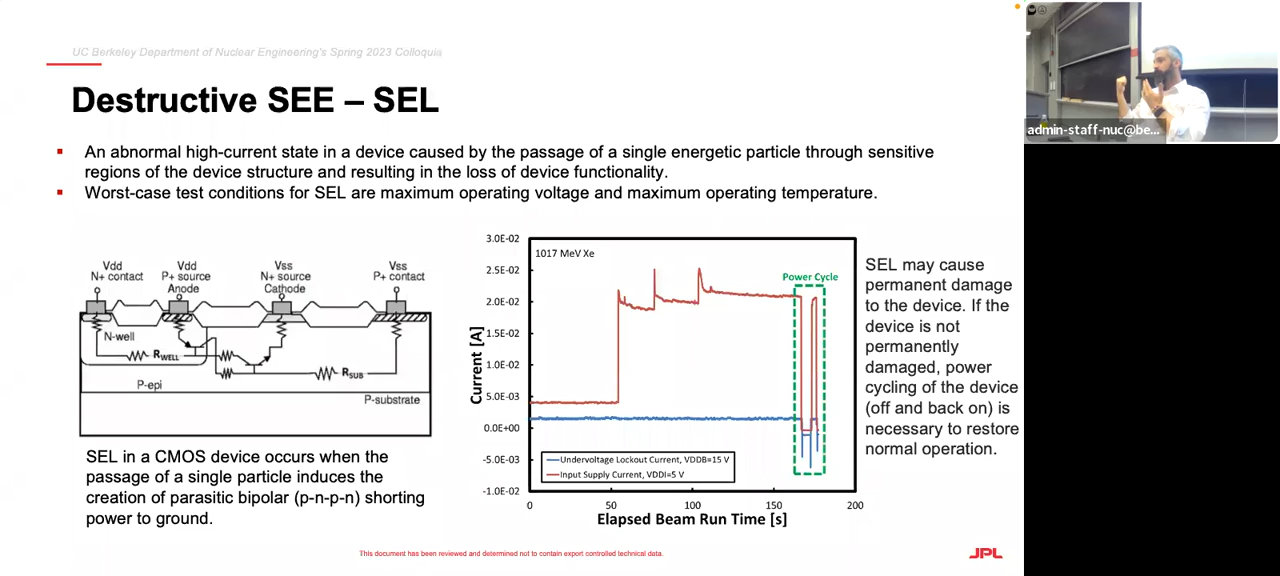 UC Berkeley Department of Nuclear Engineering's Spring 2023 Colloquia
Destructive SEE – SEL
An abnormal high-current state in a device caused by the passage of a single energetic particle through sensitive
regions of the device structure and resulting in the loss of device functionality.
Worst-case test conditions for SEL are maximum operating voltage and maximum operating temperature.
Vdd
N+ contact
Vdd
P+ source
Anode
Vss
N+ source
Cathode
Vss
P+ contact
N-well
RWELL
RSUB
P-epi
P-substrate
SEL in a CMOS device occurs when the
passage of a single particle induces the
creation of parasitic bipolar (p-n-p-n) shorting
power to ground.
Current [A]
3.0E-02
2.5E-02
2.0E-02
1.5E-02
1.0E-02
5.0E-03
0.0E+00
-5.0E-03
-1.0E-02
1017 MeV Xe
Power Cycle
Undervoltage Lockout Current, VDDB=15 V
Input Supply Current, VDDI=5 V
0 50 100 150 200
Elapsed Beam Run Time [s]
SEL may cause
permanent damage
to the device. If the
device is not
permanently
damaged, power
cycling of the device
(off and back on) is
necessary to restore
normal operation.
This document has been reviewed and determined not to contain export controlled technical data.
JPL
admin-staff-nuc@be...